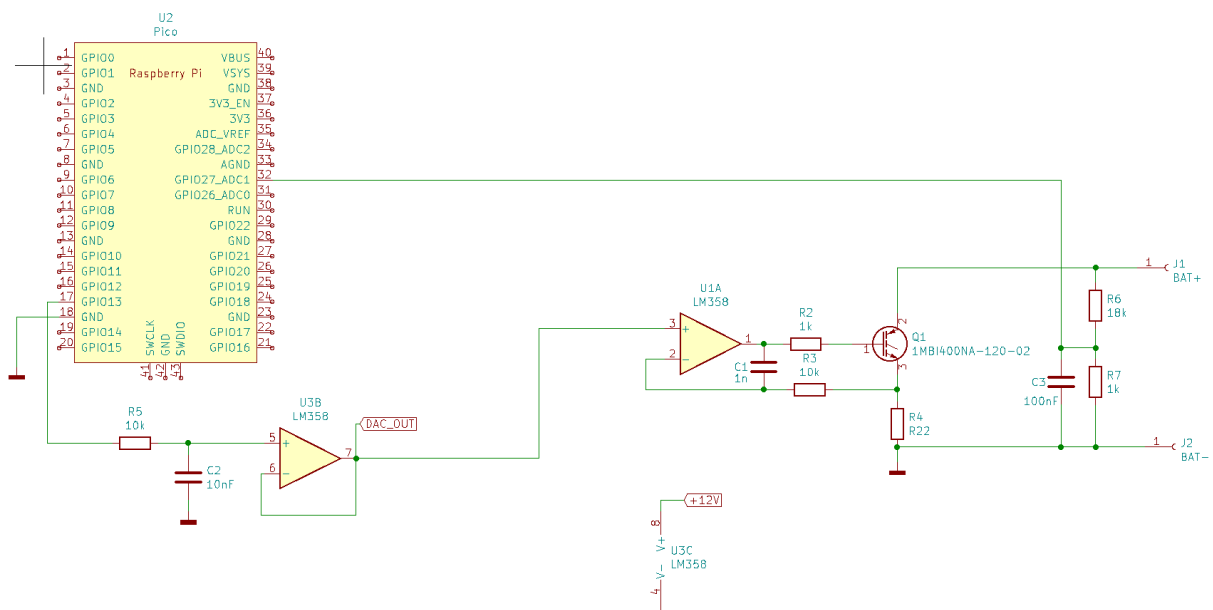 U2
Pico
Raspberry Pi
1 GPIO0 VBUS 40
2 GPIO1 VSYS 39
3 GND GND 38
4 GPIO2 3V3_EN 37
5 GPIO3 3V3 36
6 GPIO4 ADC_VREF 35
7 GPIO5 GPIO28_ADC2 34
8 GND AGND 33
9 GPIO6 GPIO27_ADC1 32
10 GPIO7 GPIO26_ADC0 31
11 GPIO8 RUN 30
12 GPIO9 GPIO22 29
13 GND GND 28
14 GPIO10 GPIO21 27
15 GPIO11 GPIO20 26
16 GPIO12 GPIO19 25
17 GPIO13 GPIO18 24
18 GND GND 23
19 GPIO14 GPIO17 22
20 GPIO15 GPIO16 21
SWCLK GND SWDIO
41 42 43
R5
10k
C2
10nF
U3B
LM358
5 +
6 -
7
DAC_OUT
U1A
LM358
3 +
2 -
1
R2
1k
C1
1n
R3
10k
Q1
1MBI400NA-120-02
1
2
3
R4
R22
C3
100nF
R6
18k
R7
1k
1 J1
BAT+
1 J2
BAT-
+12V
8
V+
U3C
LM358
V-
4